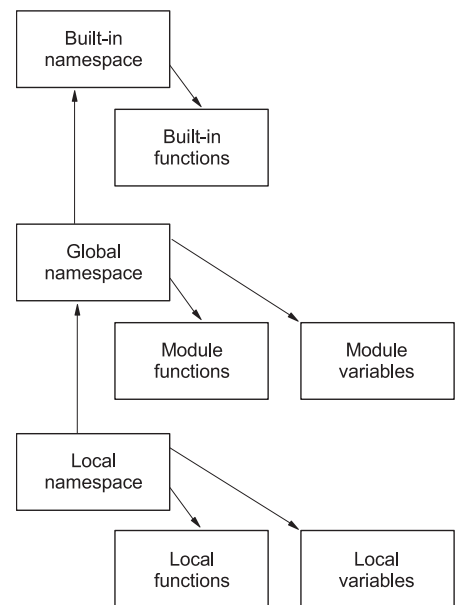 Built-in
namespace
Built-in
functions
Global
namespace
Module
functions
Module
variables
Local
namespace
Local
functions
Local
variables